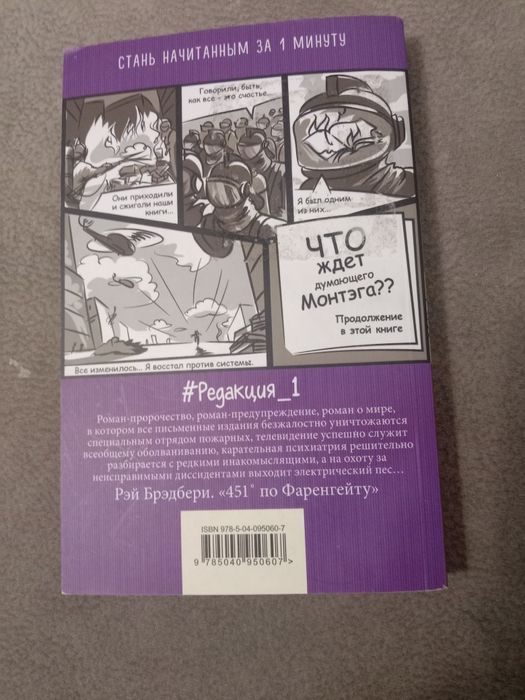 СТАНЬ НАЧИТАННЫМ ЗА 1 МИНУТУ
Они приходили
и сжигали наши
книги...
Говорили, быть,
как все - это счастье...
Я был одним
из них...
Все изменилось... Я восстал против системы.
ЧТО
ждет
думающего
Монтэга??
Продолжение
в этой книге
#Редакция_1
Роман-пророчество, роман-предупреждение, роман о мире,
в котором все письменные издания безжалостно уничтожаются
специальным отрядом пожарных, телевидение успешно служит
всеобщему оболваниванию, карательная психиатрия решительно
разбирается с редкими инакомыслящими, а на охоту за
неисправимыми диссидентами выходит электрический пес…
Рэй Брэдбери. «451° по Фаренгейту»
ISBN 978-5-04-095060-7
9 785040 950607>